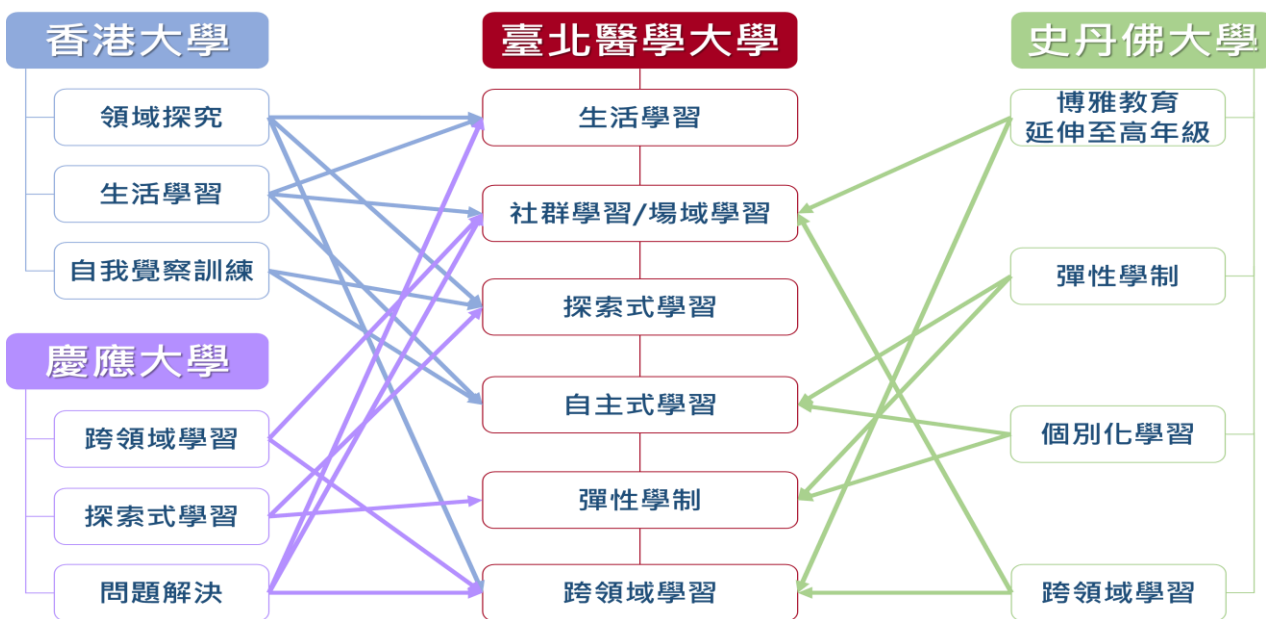 香港大學
領域探究
生活學習
自我覺察訓練
慶應大學
跨領域學習
探索式學習
問題解決
臺北醫學大學
生活學習
社群學習/場域學習
探索式學習
自主式學習
彈性學制
跨領域學習
史丹佛大學
博雅教育
延伸至高年級
彈性學制
個別化學習
跨領域學習